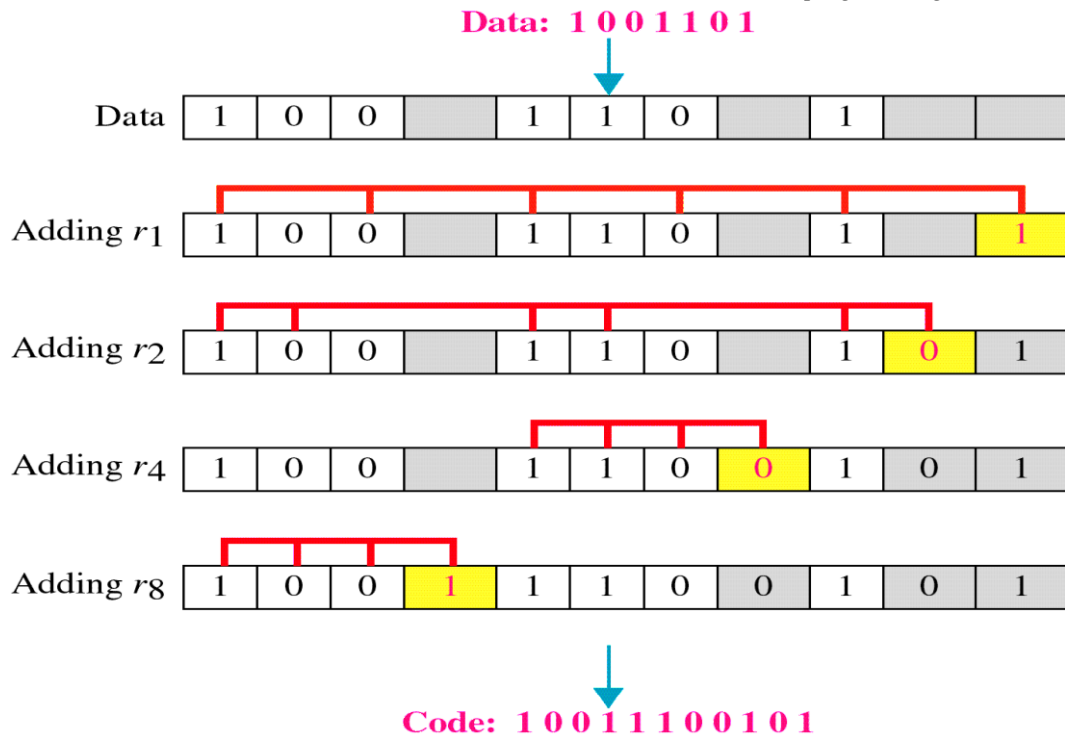 Data: 1 0 0 1 1 0 1
Data 1 0 0 1 1 0 1
Adding r1 1 0 0 1 1 0 1 1
Adding r2 1 0 0 1 1 0 1 0 1
Adding r4 1 0 0 1 1 0 0 1 0 1
Adding r8 1 0 0 1 1 1 0 0 1 0 1
Code: 1 0 0 1 1 1 0 0 1 0 1